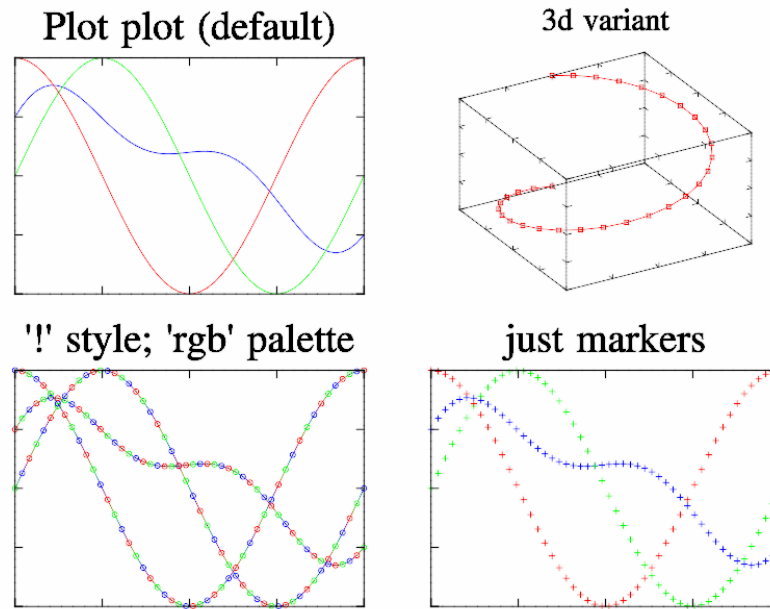 Plot plot (default)
3d variant
'!' style; 'rgb' palette
just markers